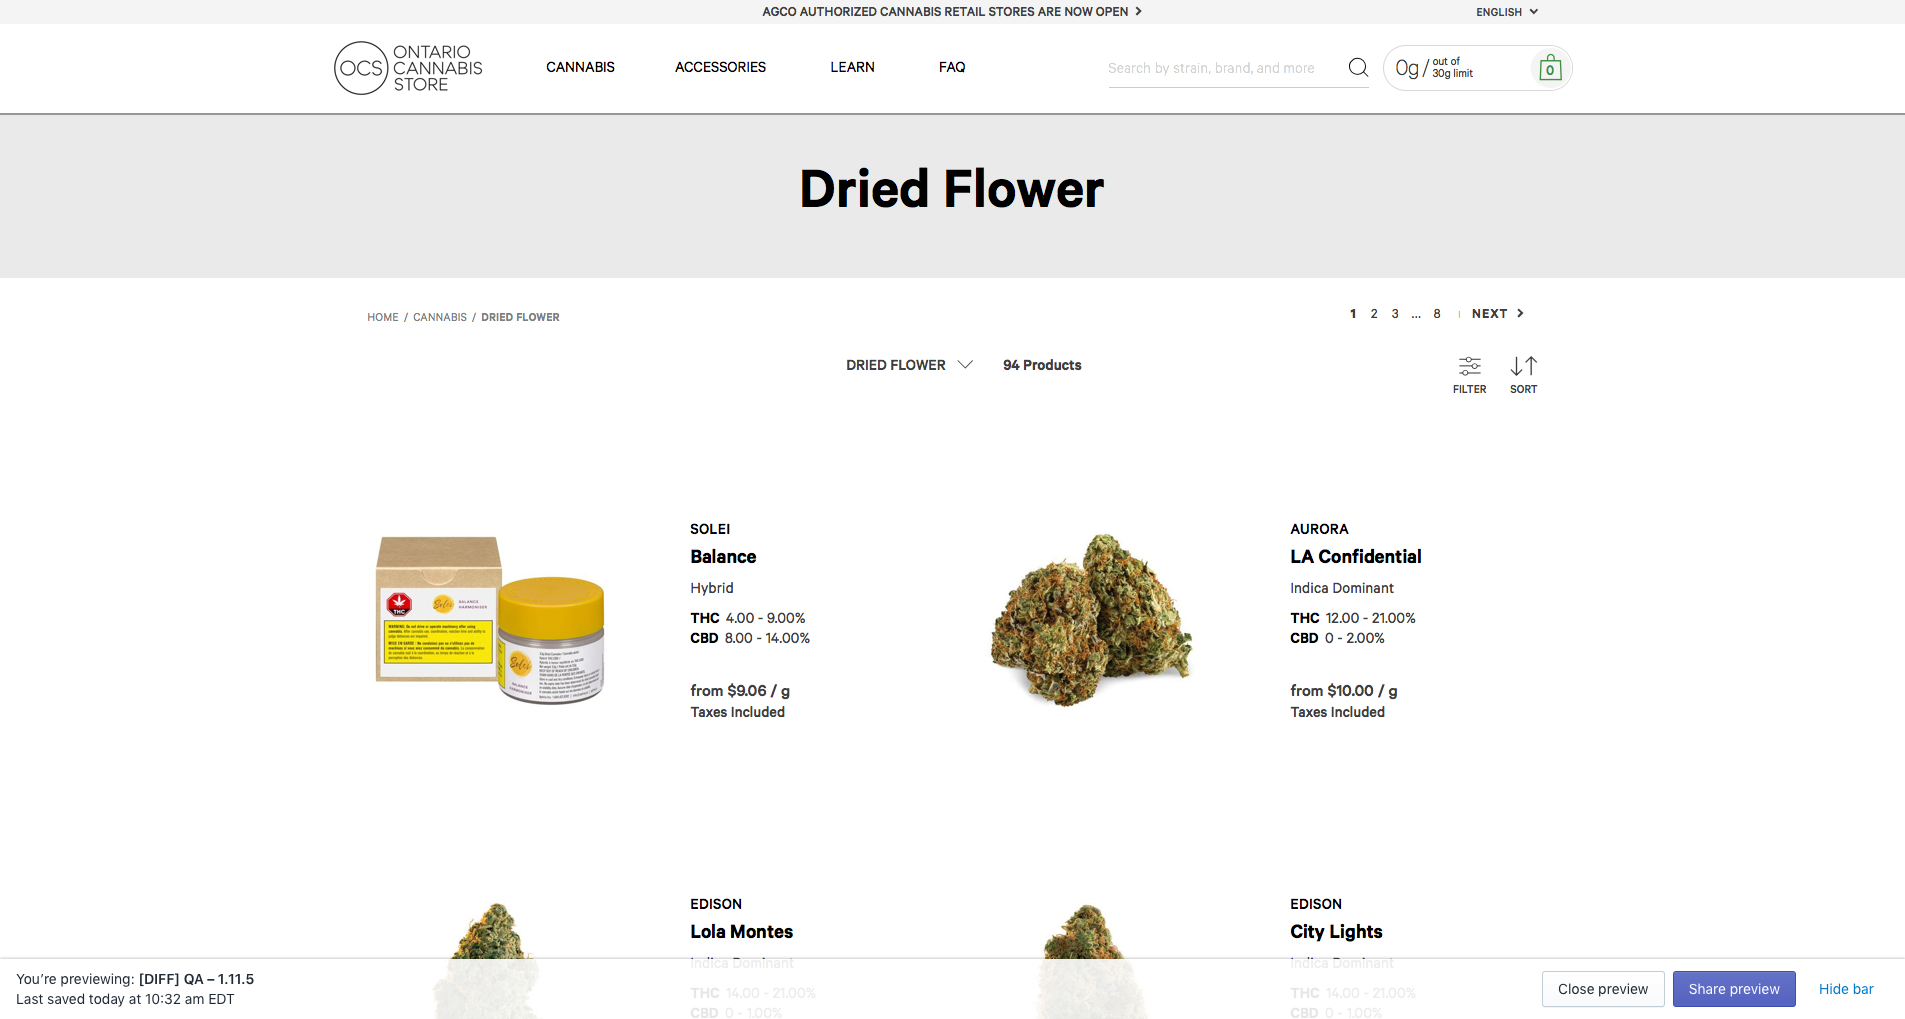 AGCO AUTHORIZED CANNABIS RETAIL STORES ARE NOW OPEN
ENGLISH
OCS
ONTARIO
CANNABIS
STORE
CANNABIS
ACCESSORIES
LEARN
FAQ
Search by strain, brand, and more
0g / out of
30g limit
0
Dried Flower
HOME / CANNABIS / DRIED FLOWER
1 2 3 ... 8 | NEXT
DRIED FLOWER
94 Products
FILTER
SORT
THC
Solei
BALANCE
HARMONISER
Solei
BALANCE
HARMONISER
SOLEI
Balance
Hybrid
THC 4.00 - 9.00%
CBD 8.00 - 14.00%
from $9.06 / g
Taxes Included
AURORA
LA Confidential
Indica Dominant
THC 12.00 - 21.00%
CBD 0 - 2.00%
from $10.00 / g
Taxes Included
EDISON
Lola Montes
Indica Dominant
THC 14.00 - 21.00%
CBD 0 - 1.00%
EDISON
City Lights
Indica Dominant
THC 14.00 - 21.00%
CBD 0 - 1.00%
You're previewing: [DIFF] QA – 1.11.5
Last saved today at 10:32 am EDT
Close preview
Share preview
Hide bar